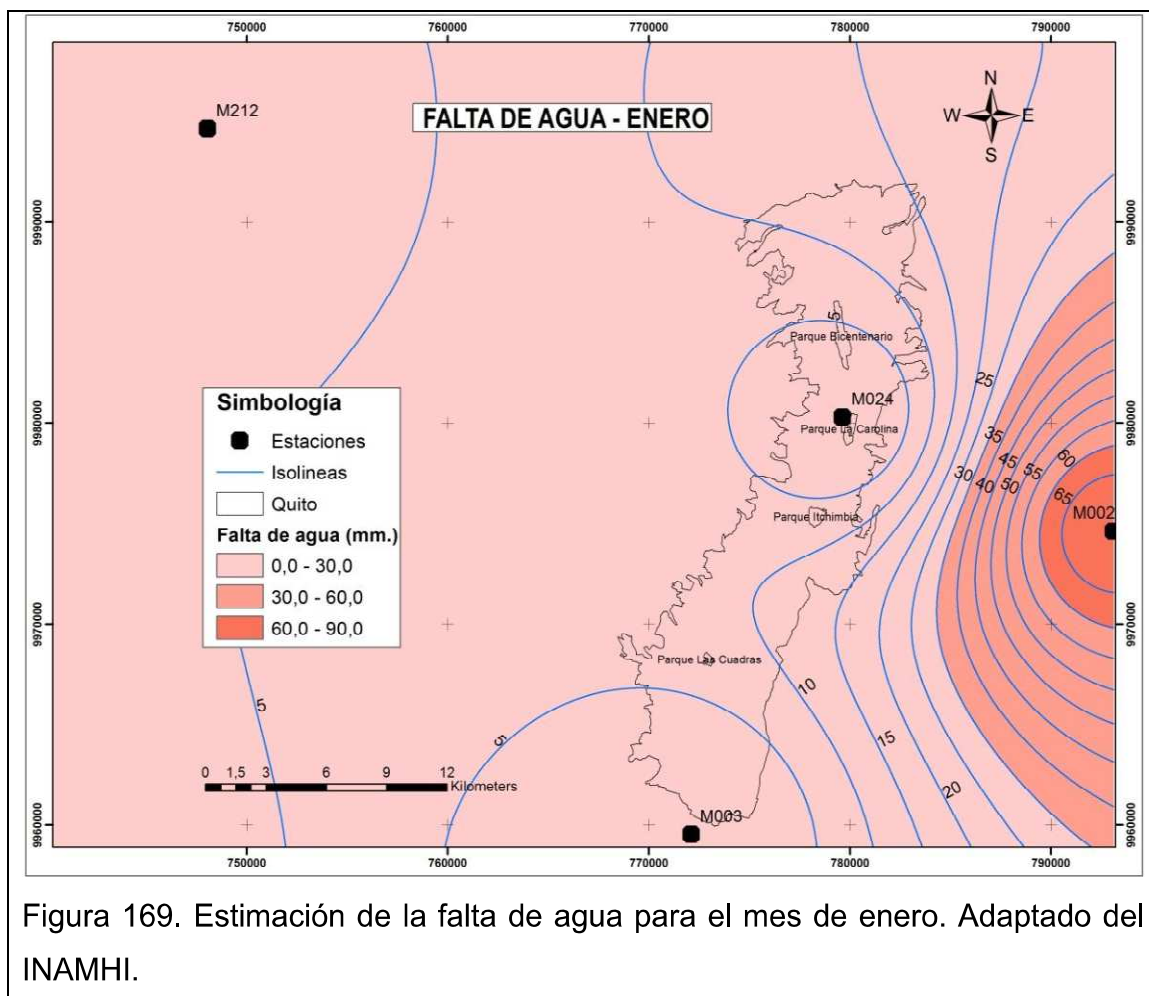 750000 760000 770000 780000 790000
M212
FALTA DE AGUA - ENERO
N
W E
S
9990000 9990000
5
Parque Bicentenario
25
Simbología
Estaciones
Isolineas
Quito
Falta de agua (mm.)
0,0 - 30,0
30,0 - 60,0
60,0 - 90,0
M024
Parque La Carolina
9980000 9980000
35
45
55
60
30
40
50
65
M002
Parque Itchimbia
9970000 9970000
Parque Las Cuadras
10
5
5
15
20
0 1,5 3 6 9 12
Kilometers
M003
9960000 9960000
750000 760000 770000 780000 790000
Figura 169. Estimación de la falta de agua para el mes de enero. Adaptado del
INAMHI.